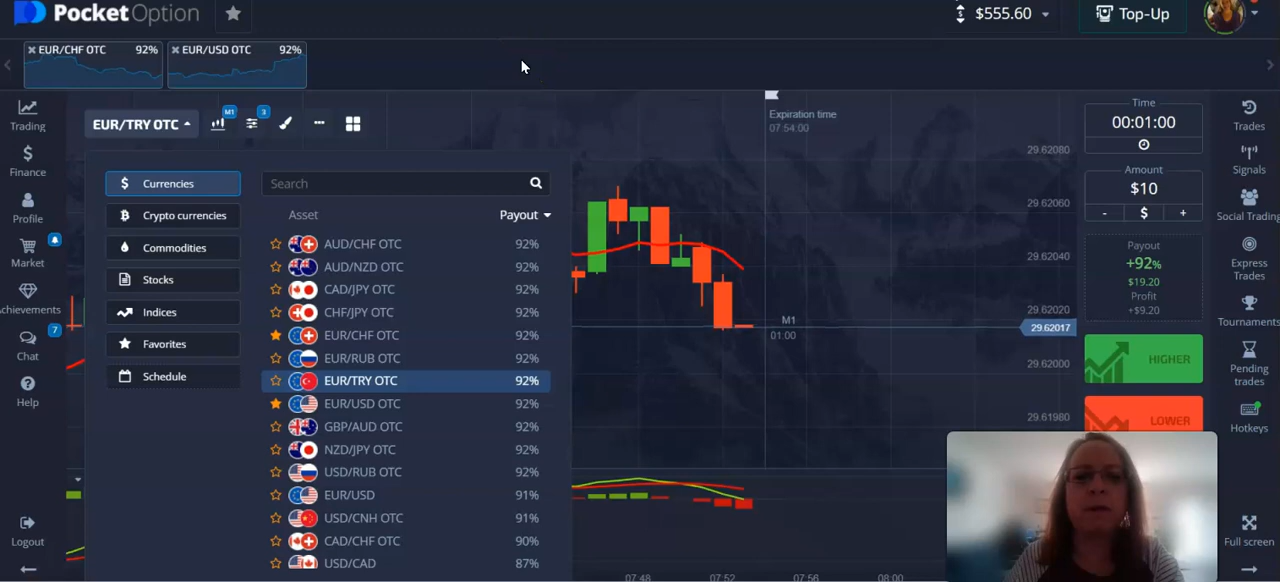 PocketOption
$555.60
Top-Up
EUR/CHF OTC 92%
EUR/USD OTC 92%
Trading
Finance
Profile
Market
Achievements
Chat
7
Help
Logout
EUR/TRY OTC
M1
3
Currencies
Crypto currencies
Commodities
Stocks
Indices
Favorites
Schedule
Search
Asset Payout
AUD/CHF OTC 92%
AUD/NZD OTC 92%
CAD/JPY OTC 92%
CHF/JPY OTC 92%
EUR/CHF OTC 92%
EUR/RUB OTC 92%
EUR/TRY OTC 92%
EUR/USD OTC 92%
GBP/AUD OTC 92%
NZD/JPY OTC 92%
USD/RUB OTC 92%
EUR/USD 91%
USD/CNH OTC 91%
CAD/CHF OTC 90%
USD/CAD 87%
Expiration time
07:54:00
M1
01:00
29.62080
29.62060
29.62040
29.62020
29.62017
29.62000
29.61980
07:48 07:52 07:56 08:00
Time
00:01:00
Amount
$10
- $ +
Payout
+92%
$19.20
Profit
+$9.20
HIGHER
LOWER
Trades
Signals
Social Trading
Express
Trades
Tournaments
Pending
trades
Hotkeys
Full screen